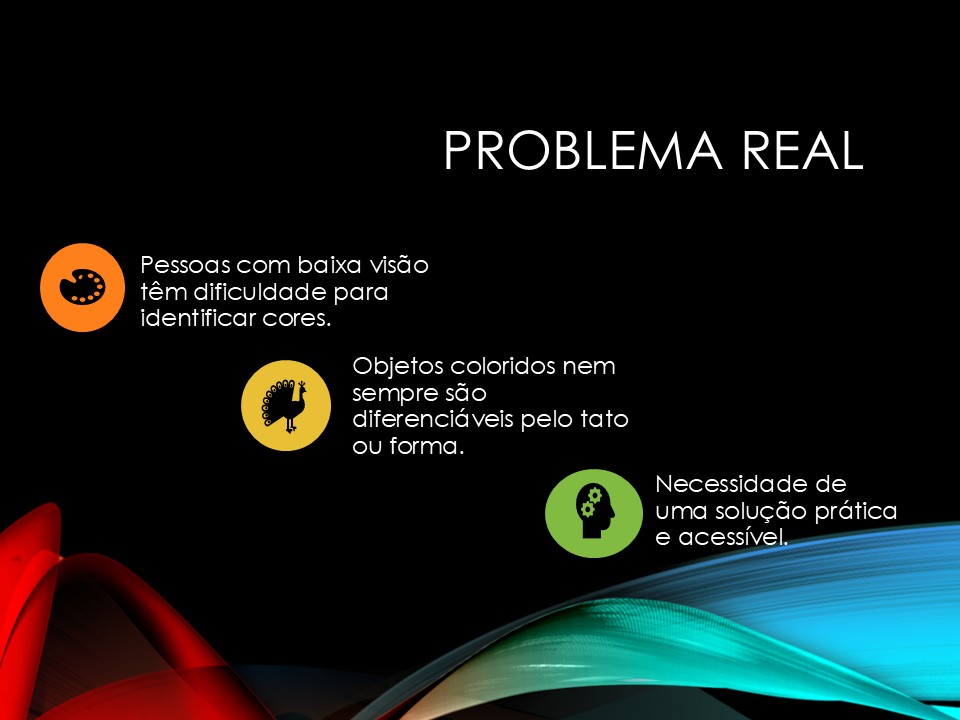 PROBLEMA REAL
Pessoas com baixa visão
têm dificuldade para
identificar cores.
Objetos coloridos nem
sempre são
diferenciáveis pelo tato
ou forma.
Necessidade de
uma solução prática
e acessível.